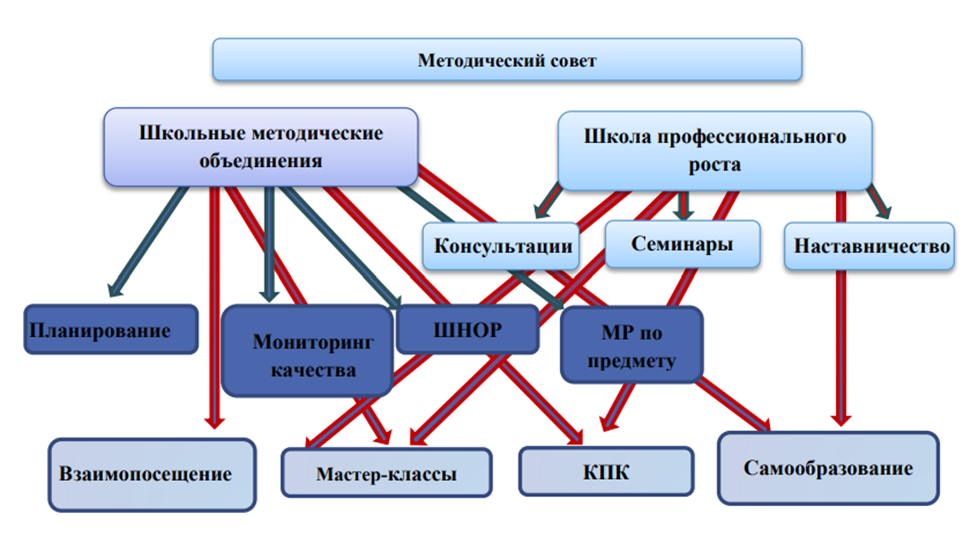 Методический совет
Школьные методические
объединения
Школа профессионального
роста
Консультации
Семинары
Наставничество
Планирование
Мониторинг
качества
ШНОР
МР по
предмету
Взаимопосещение
Мастер-классы
КПК
Самообразование